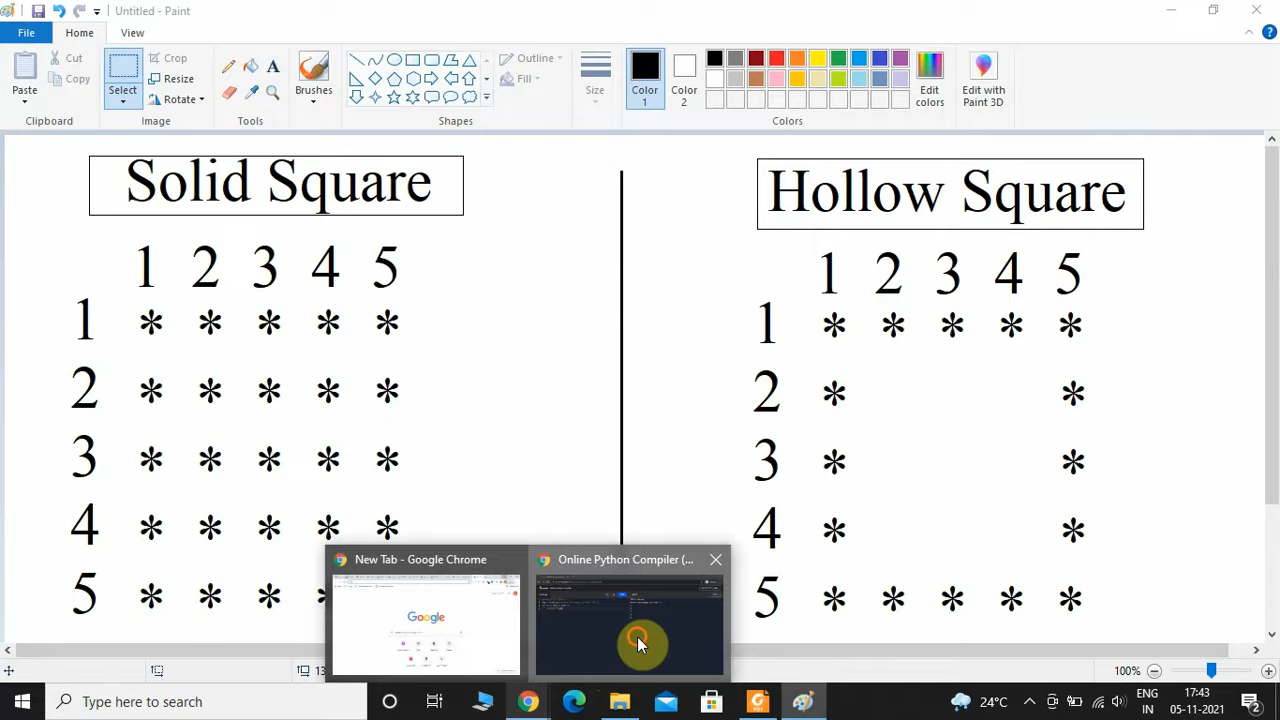 Untitled - Paint
File Home View
Paste
Cut
Copy
Clipboard
Select
Crop
Resize
Rotate
Image
A
Tools
Brushes
Shapes
Outline
Fill
Size
Color 1
Color 2
Colors
Edit colors
Edit with Paint 3D
Solid Square
1 2 3 4 5
1 * * * * *
2 * * * * *
3 * * * * *
4 * * * * *
5 * * * *
Hollow Square
1 2 3 4 5
1 * * * * *
2 * *
3 * *
4 * *
5 * * * * *
New Tab - Google Chrome
Google
Online Python Compiler (...
13
100%
Type here to search
24°C
ENG
IN
17:43
05-11-2021
2